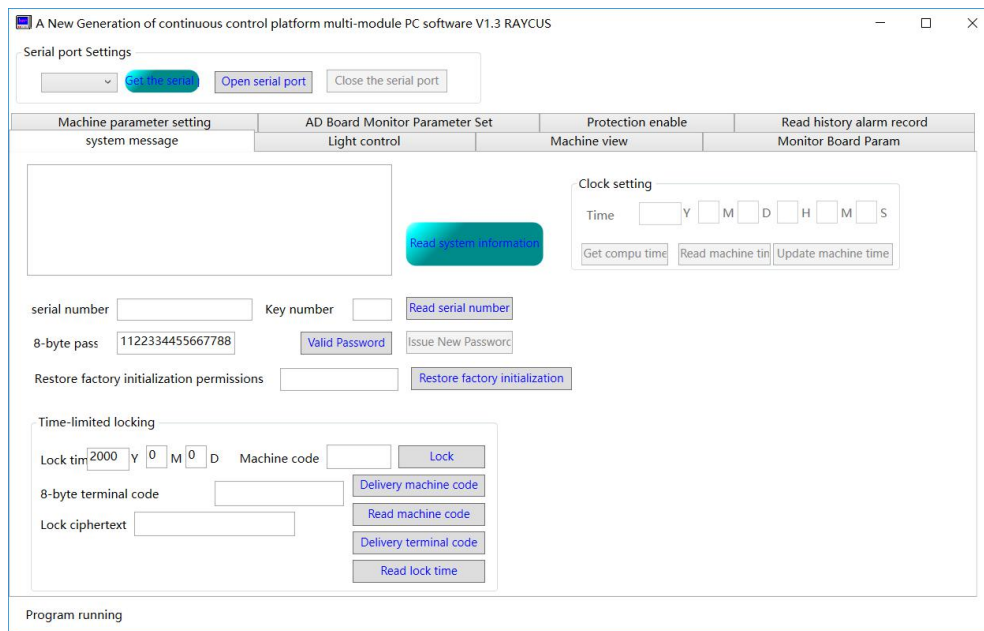 A New Generation of continuous control platform multi-module PC software V1.3 RAYCUS
Serial port Settings
Get the serial
Open serial port
Close the serial port
Machine parameter setting
AD Board Monitor Parameter Set
Protection enable
Read history alarm record
system message
Light control
Machine view
Monitor Board Param
Clock setting
Time Y M D H M S
Read system information
Get compu time
Read machine tin
Update machine time
serial number
Key number
Read serial number
8-byte pass
1122334455667788
Valid Password
Issue New Passworc
Restore factory initialization permissions
Restore factory initialization
Time-limited locking
Lock tim 2000 Y 0 M 0 D
Machine code
Lock
8-byte terminal code
Delivery machine code
Lock ciphertext
Read machine code
Delivery terminal code
Read lock time
Program running